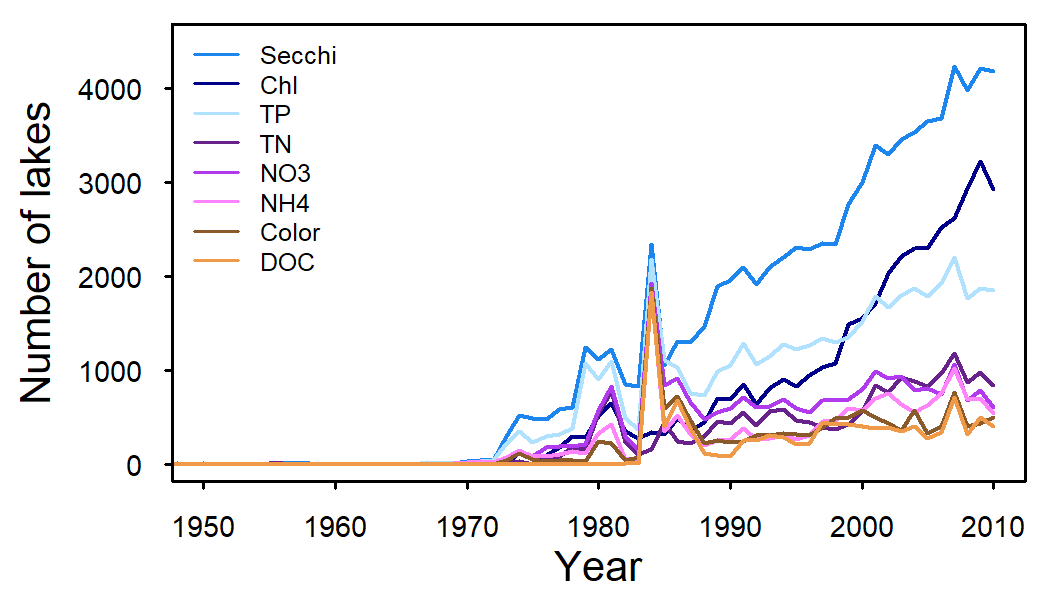 Number of lakes
4000
3000
2000
1000
0
Secchi
Chl
TP
TN
NO3
NH4
Color
DOC
1950 1960 1970 1980 1990 2000 2010
Year